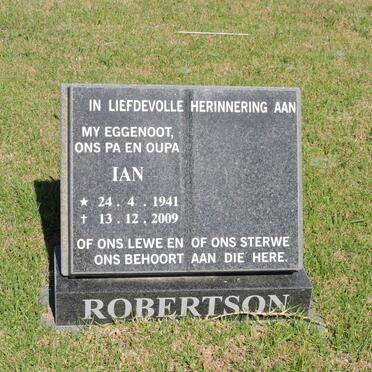 IN LIEFDEVOLLE HERINNERING AAN
MY EGGENOOT,
ONS PA EN OUPA
IAN
★ 24 . 4 . 1941
† 13 . 12 . 2009
OF ONS LEWE EN OF ONS STERWE
ONS BEHOORT AAN DIE HERE.
ROBERTSON